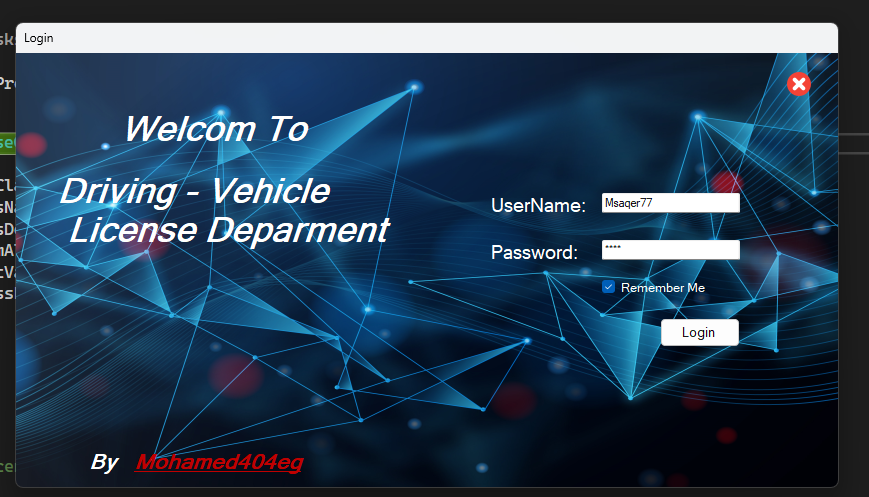 Login
Welcom To
Driving - Vehicle
License Deparment
UserName: Msaqer77
Password: ****
Remember Me
Login
By Mohamed404eg